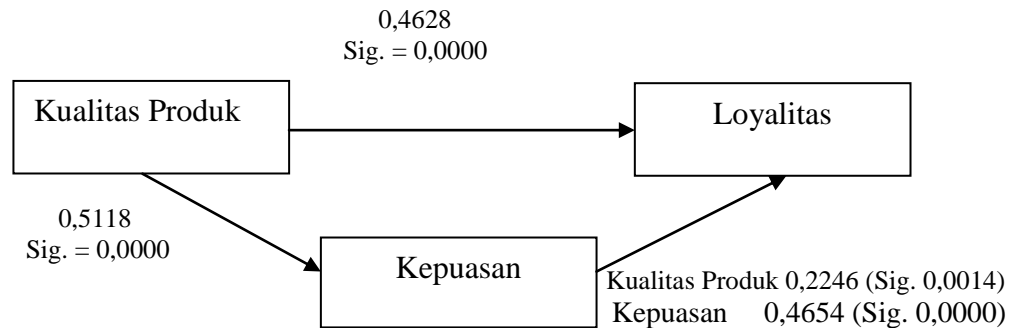 0,4628
Sig. = 0,0000
Kualitas Produk
Loyalitas
0,5118
Sig. = 0,0000
Kepuasan
Kualitas Produk 0,2246 (Sig. 0,0014)
Kepuasan 0,4654 (Sig. 0,0000)